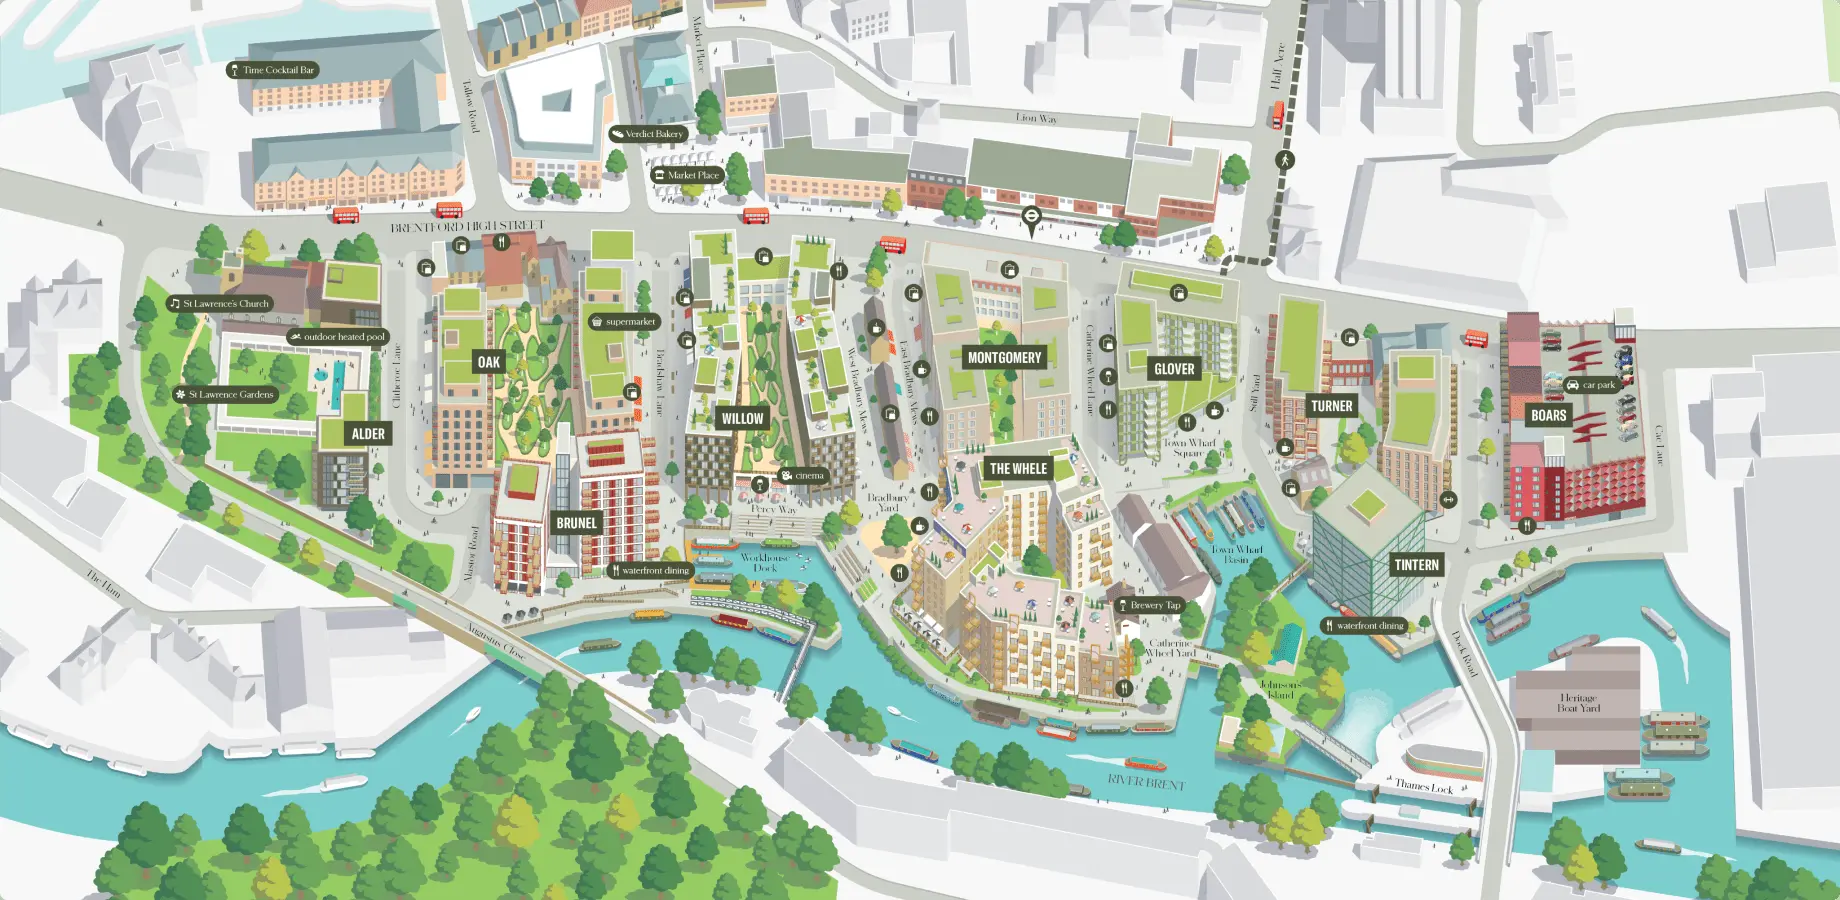 Time Cocktail Bar
Tallow Road
Market Place
Verdict Bakery
Market Place
Lion Way
Half Acre
BRENTFORD HIGH STREET
St Lawrence's Church
outdoor heated pool
St Lawrence Gardens
ALDER
Clitheroe Lane
OAK
supermarket
Bradshaw Lane
BRUNEL
WILLOW
cinema
Percy Way
West Bradbury Mews
East Bradbury Mews
Bradbury
Yard
MONTGOMERY
THE WHELE
Catherine Wheel Lane
GLOVER
Town Wharf
Square
Still Yard
TURNER
BOARS
car park
TINTERN
waterfront dining
Workhouse
Dock
Town Wharf
Basin
waterfront dining
Brewery Tap
Catherine
Wheel Yard
Johnson's
Island
The Ham
Augustus Close
Dock Road
Heritage
Boat Yard
RIVER BRENT
Thames Lock